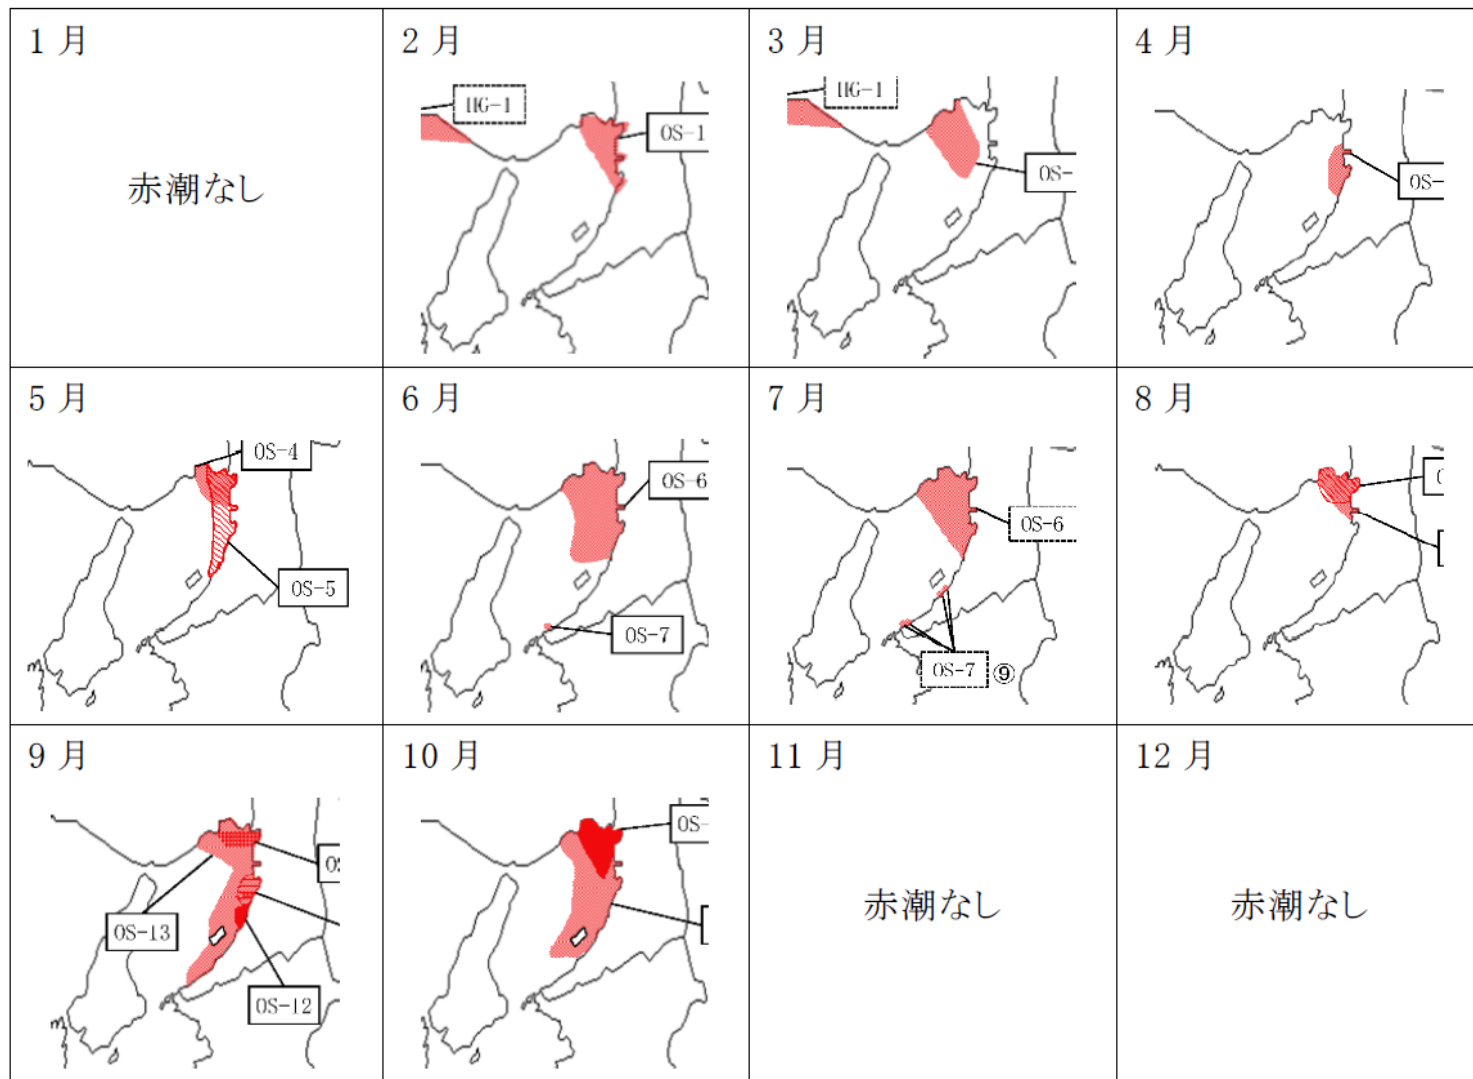 1 月
赤潮なし
2 月
HG-1
OS-1
3 月
HG-1
OS-
4 月
OS-
5 月
OS-4
OS-5
6 月
OS-6
OS-7
7 月
OS-6
OS-7 ⑨
8 月
9 月
OS-13
OS-12
10 月
OS-
11 月
赤潮なし
12 月
赤潮なし